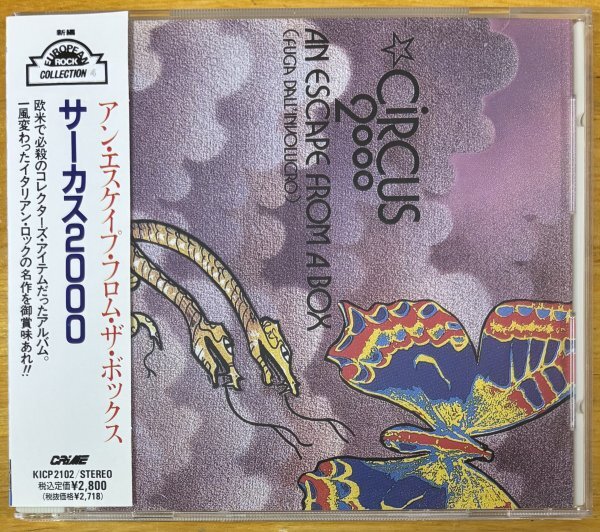 新編
EUROPEAN
ROCK
COLLECTION 4
アン・エスケイプ・フロム・ザ・ボックス
サーカス2000
欧米で必殺のコレクターズ・アイテムだったアルバム。
一風変わったイタリアン・ロックの名作を御賞味あれ!!
CRIME
KICP2102/STEREO
税込定価¥2,800
(税抜価格¥2,718)
☆CiRCUS
2000
AN ESCAPE FROM A BOX
(FUGA DALL'INVOLUCRO)